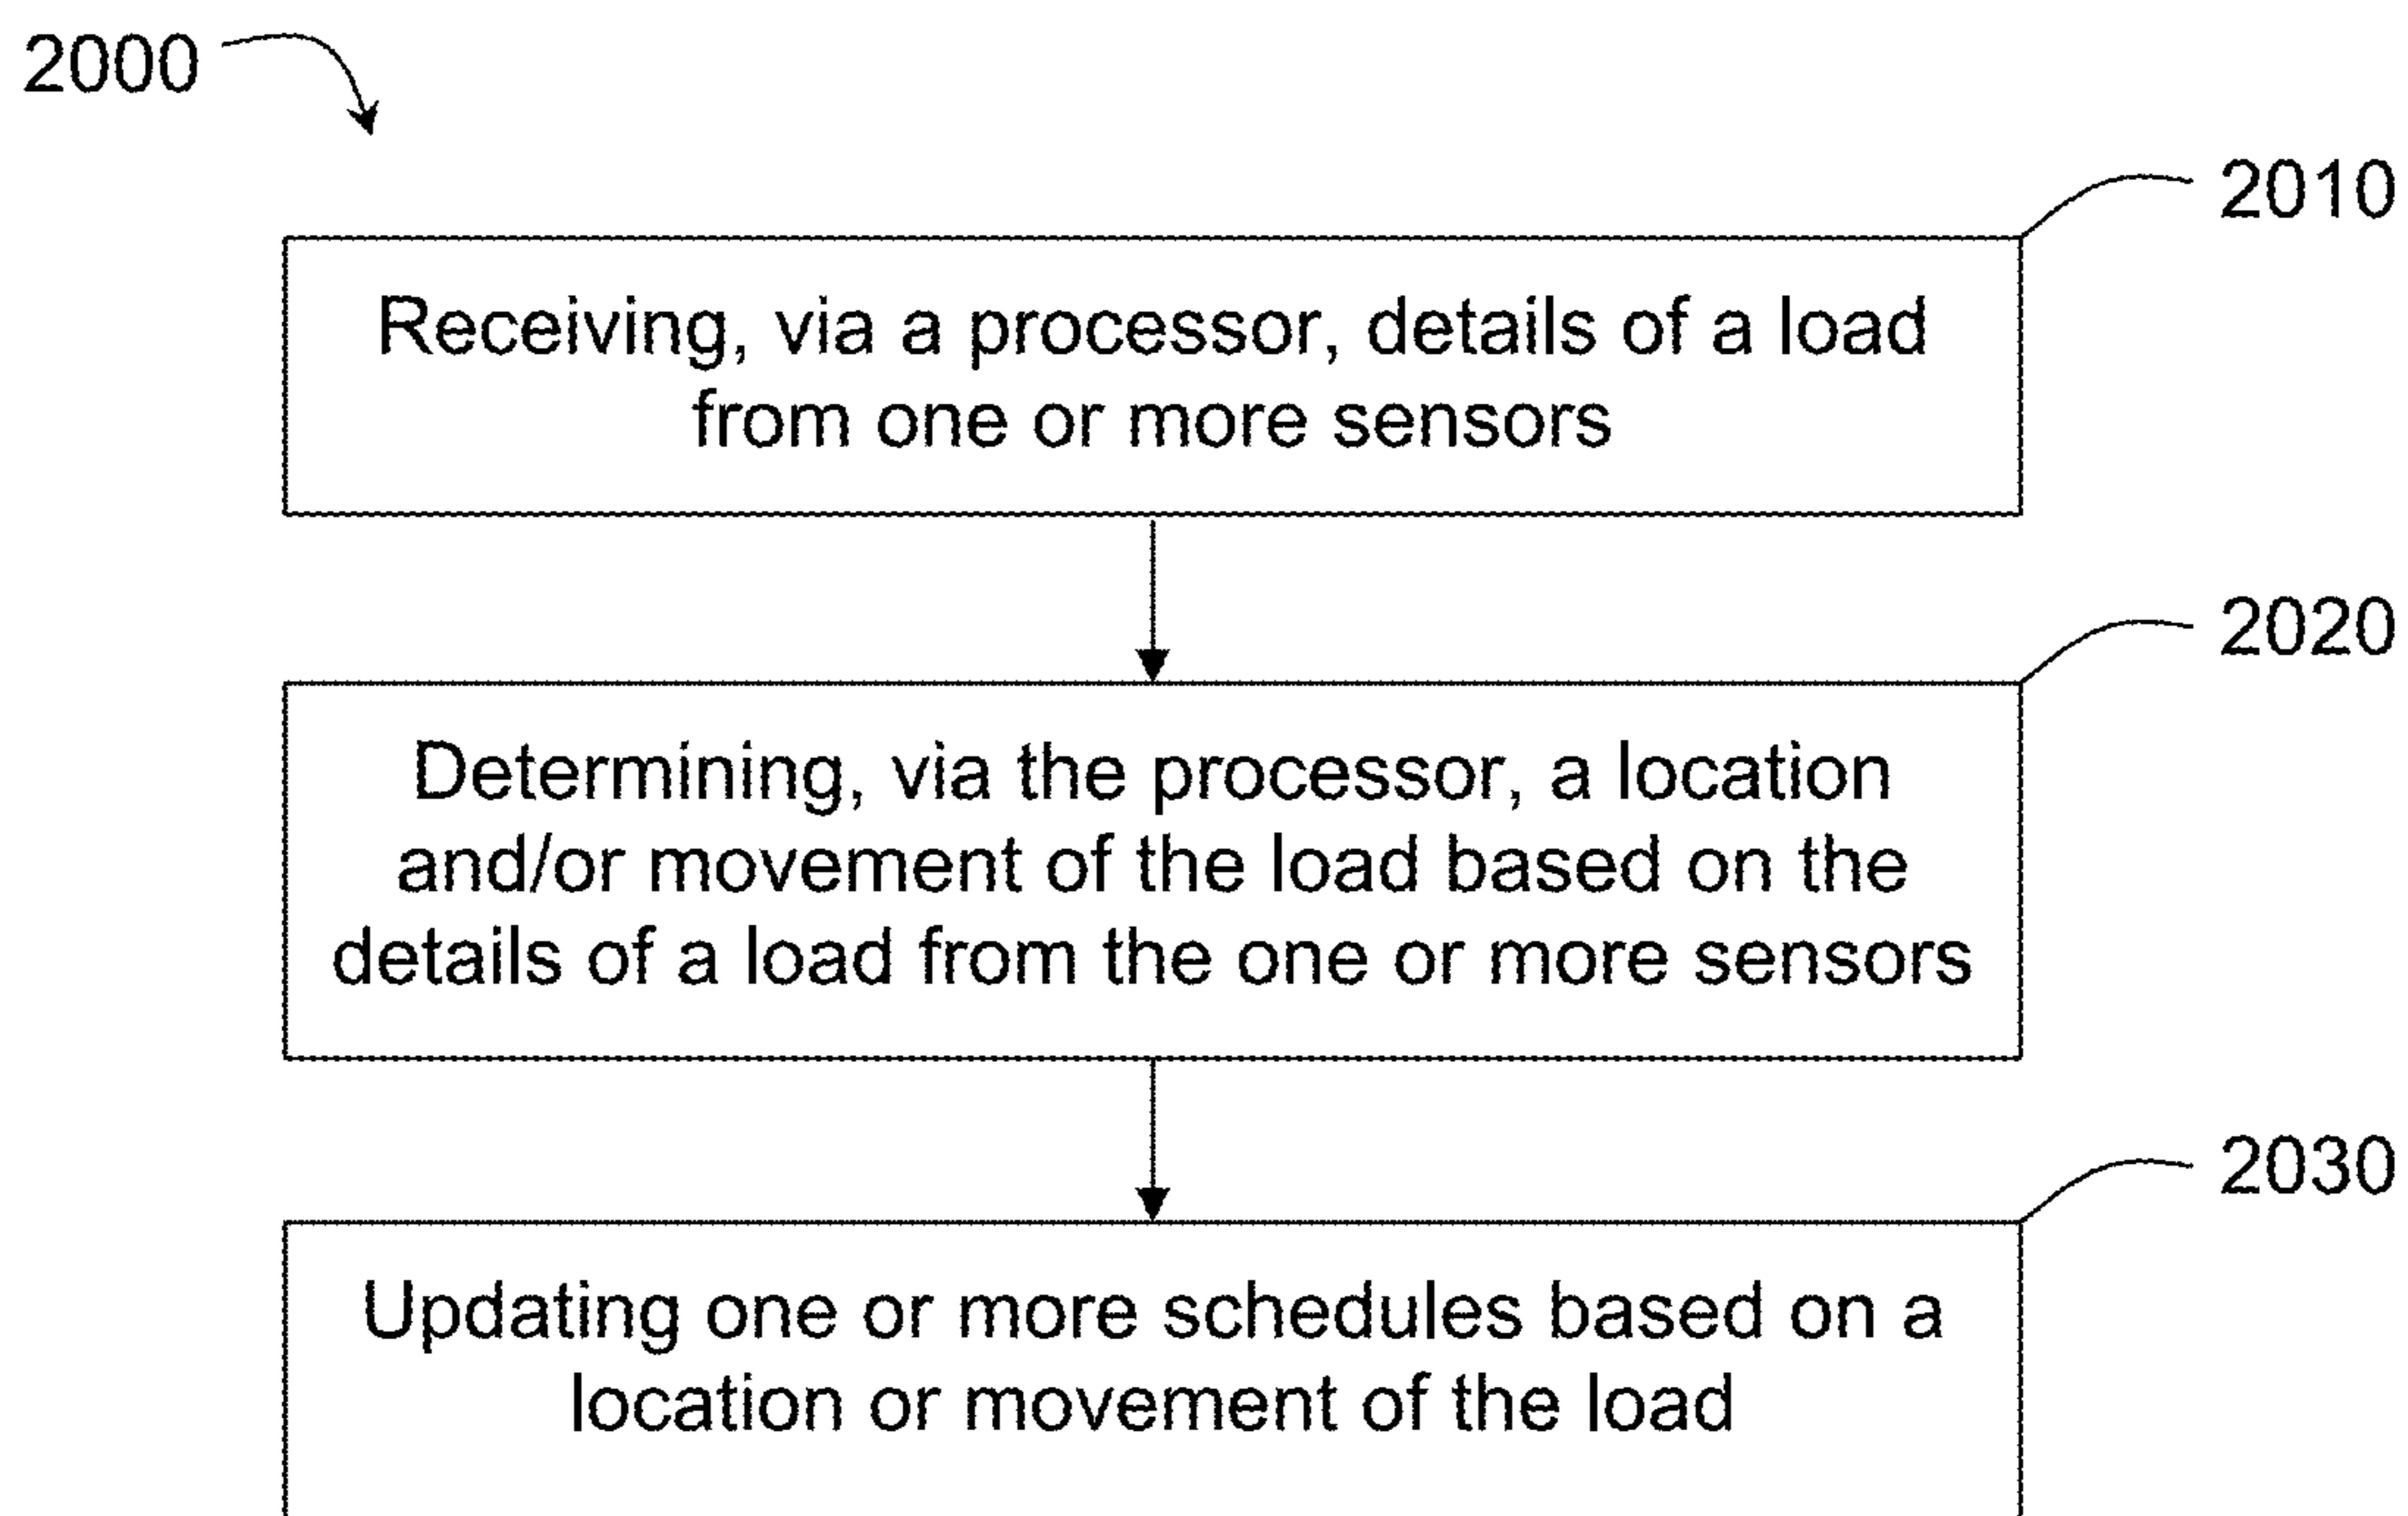 2000
2010
Receiving, via a processor, details of a load
from one or more sensors
2020
Determining, via the processor, a location
and/or movement of the load based on the
details of a load from the one or more sensors
2030
Updating one or more schedules based on a
location or movement of the load